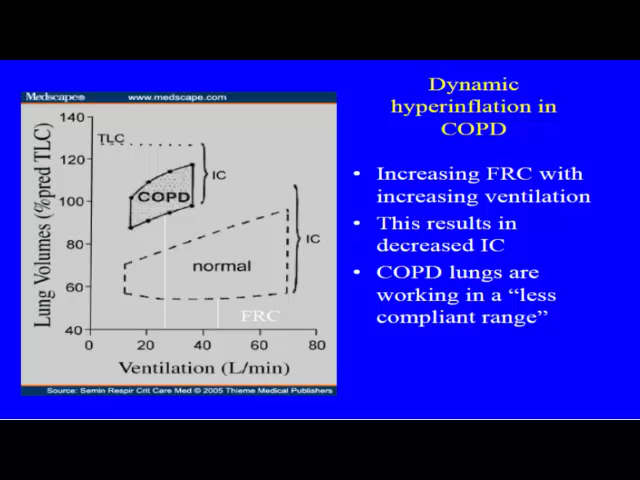 Dynamic
hyperinflation in
COPD
Medscape® www.medscape.com
Lung Volumes (%pred TLC)
140
120
100
80
60
40
TLC
IC
COPD
IC
normal
FRC
0 20 40 60 80
Ventilation (L/min)
Source: Semin Respir Crit Care Med © 2005 Thieme Medical Publishers
• Increasing FRC with
increasing ventilation
• This results in
decreased IC
• COPD lungs are
working in a “less
compliant range”